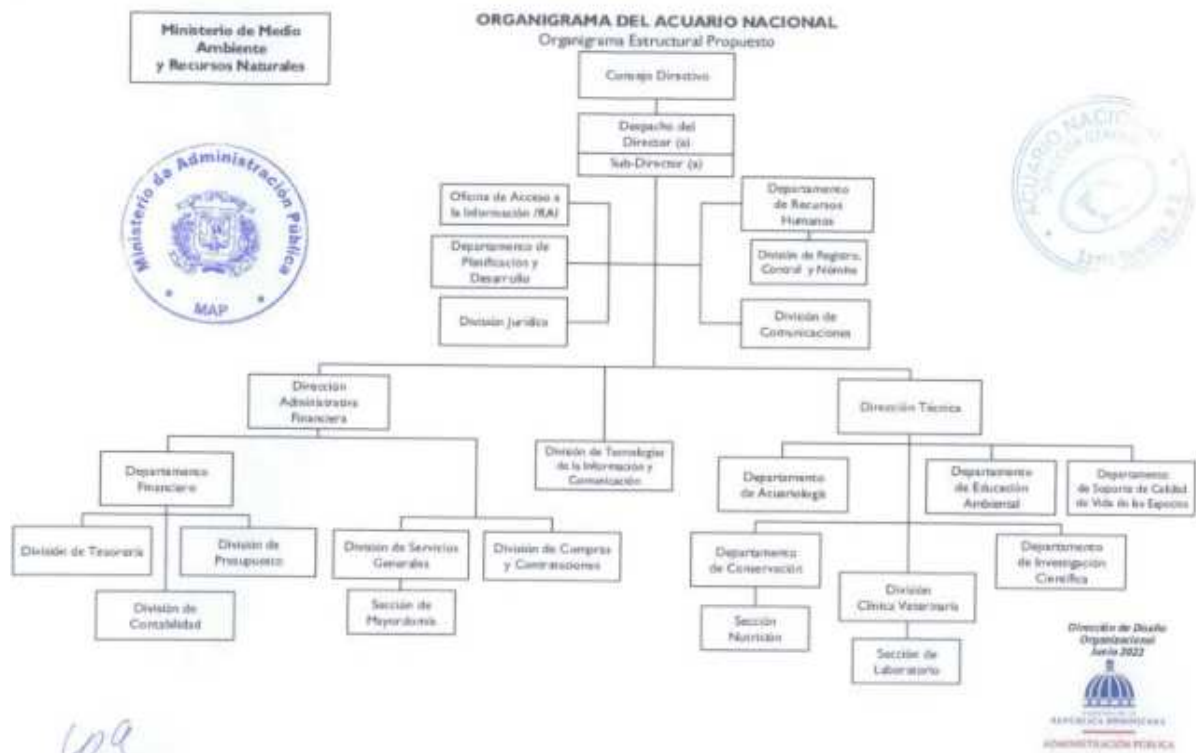 Ministerio de Medio
Ambiente
y Recursos Naturales
ORGANIGRAMA DEL ACUARIO NACIONAL
Organigrama Estructural Propuesto
Consejo Directivo
Despacho del
Director (a)
Sub-Director (a)
Ministerio de Administración Pública
MAP
ACUARIO NACIONAL
Oficina de Acceso a
la Información /RAI
Departamento de
Planificación y
Desarrollo
División Jurídica
Departamento
de Recursos
Humanos
División de Registro,
Control y Nómina
División de
Comunicaciones
Dirección
Administrativa
Financiera
División de Tecnologías
de la Información y
Comunicación
Dirección Técnica
Departamento
Financiero
División de Tesorería
División de
Presupuesto
División de
Contabilidad
División de Servicios
Generales
Sección de
Mayordomía
División de Compras
y Contrataciones
Departamento
de Acuariología
Departamento
de Educación
Ambiental
Departamento
de Soporte de Calidad
de Vida de los Especies
Departamento
de Conservación
Sección
Nutrición
División
Clínica Veterinaria
Sección de
Laboratorio
Departamento
de Investigación
Científica
Dirección de Diseño
Organizacional
Junio 2022
REPÚBLICA DOMINICANA
ADMINISTRACIÓN PÚBLICA